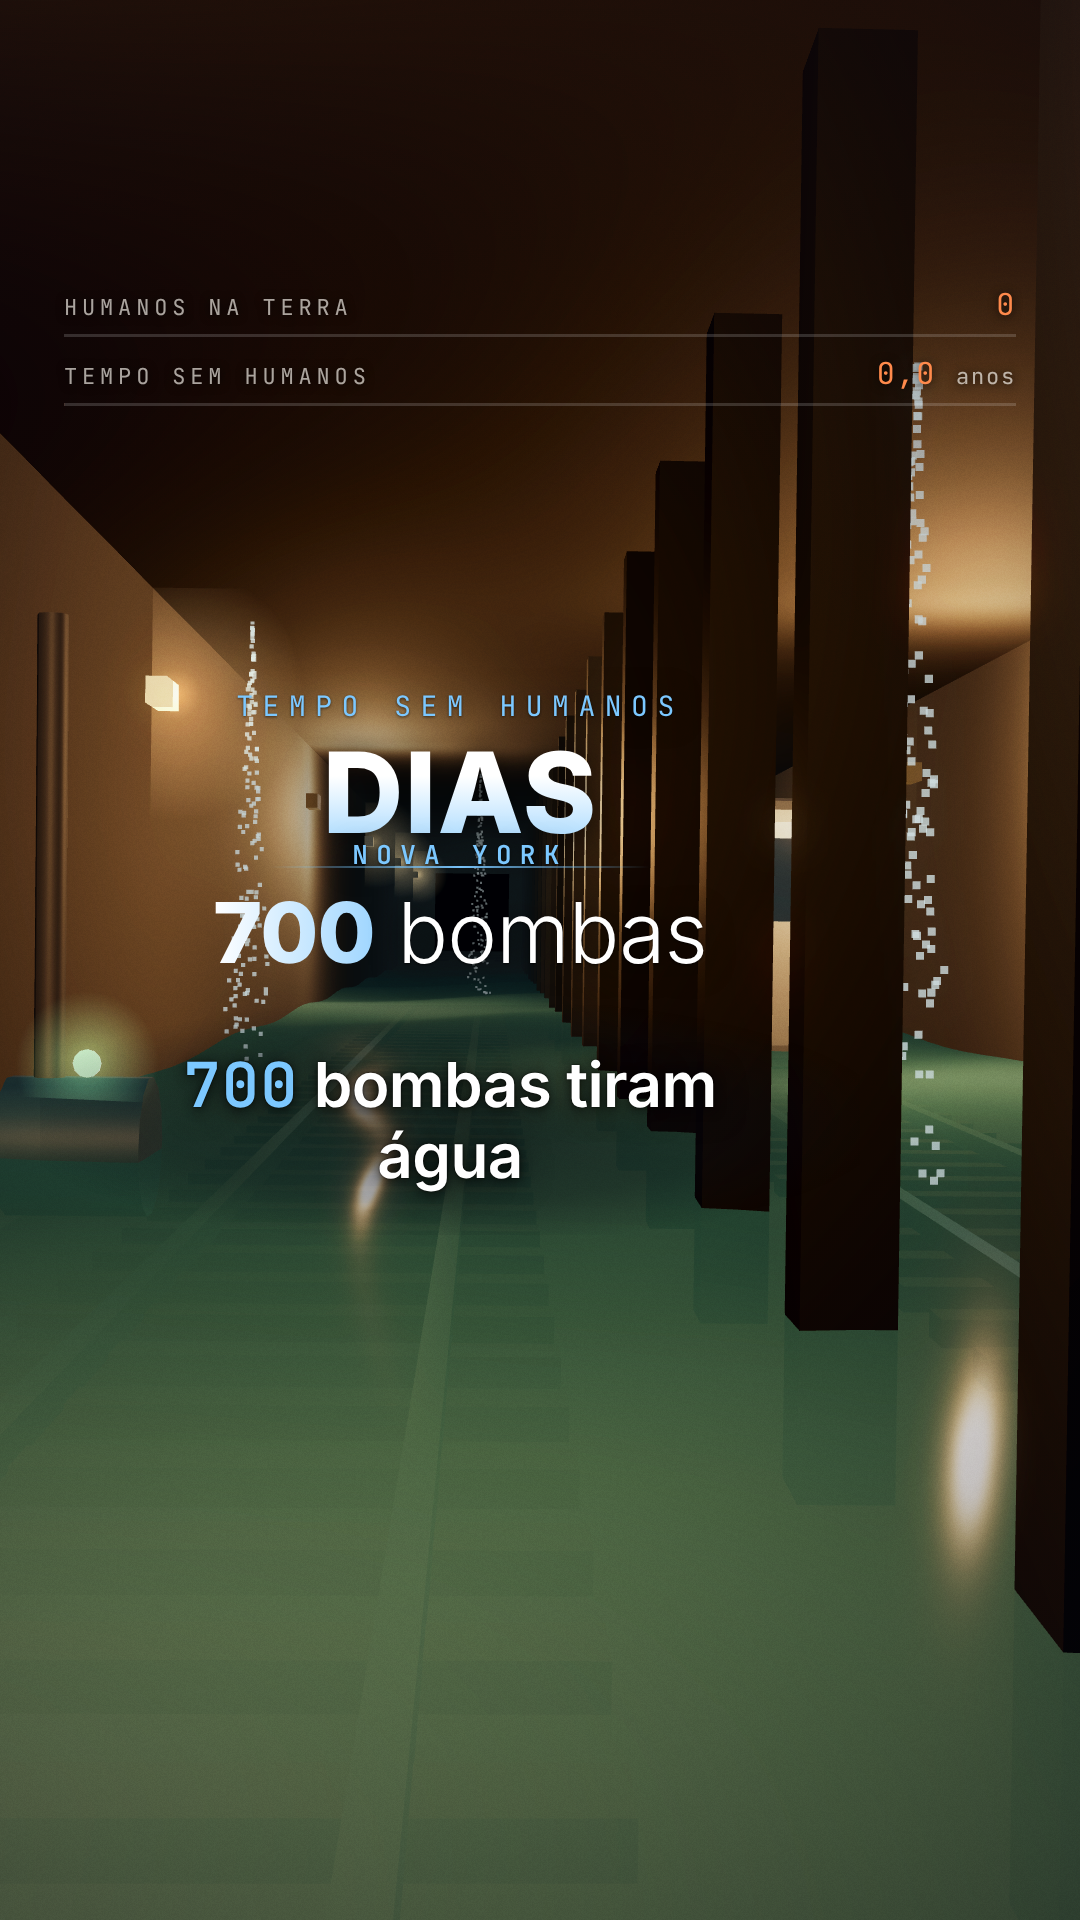 HUMANOS NA TERRA 0
TEMPO SEM HUMANOS 0,0 anos
TEMPO SEM HUMANOS
DIAS
NOVA YORK
700 bombas
700 bombas tiram
água